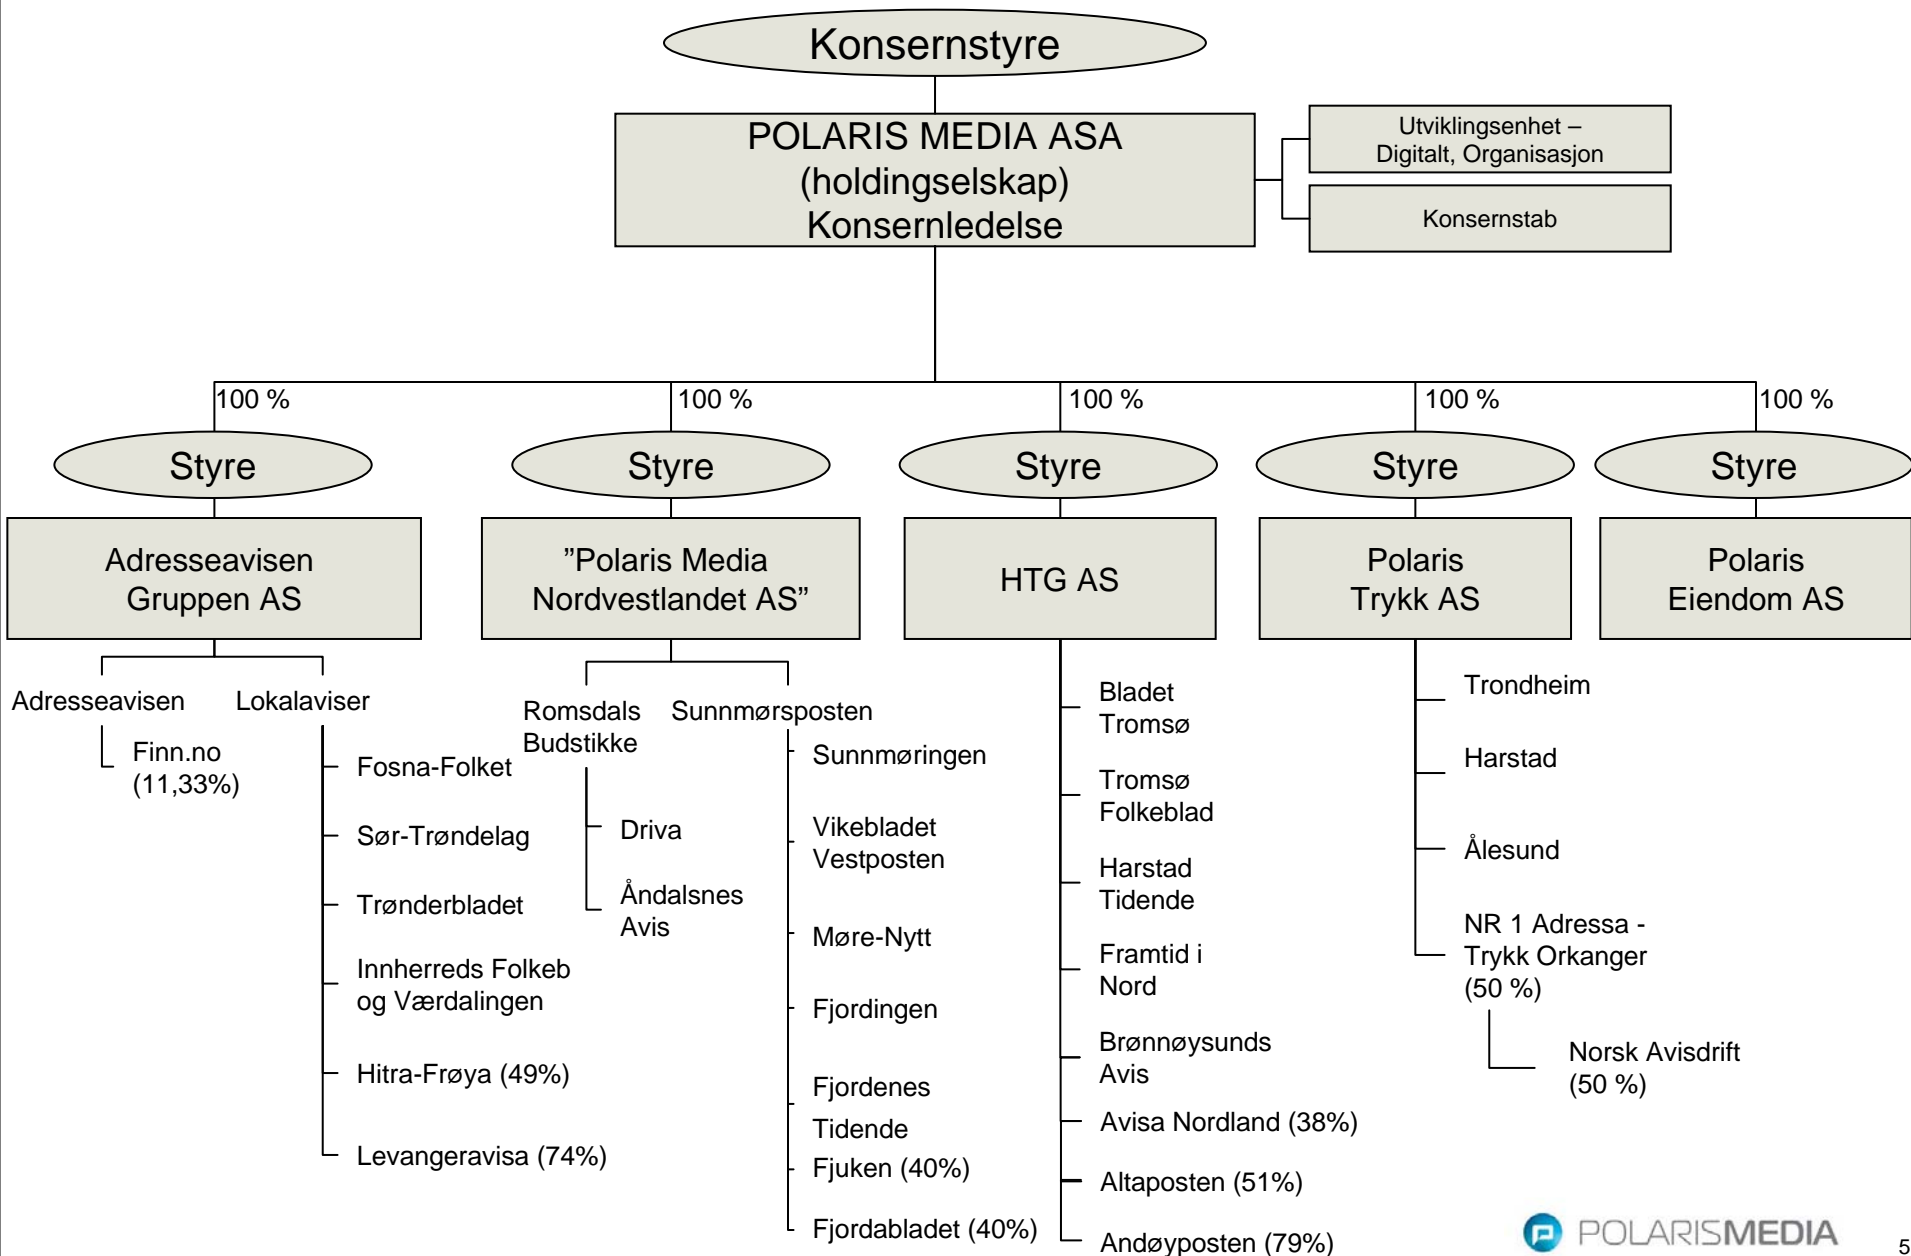 Konsernstyre
POLARIS MEDIA ASA
(holdingselskap)
Konsernledelse
Utviklingsenhet –
Digitalt, Organisasjon
Konsernstab
100 %
100 %
100 %
100 %
100 %
Styre
Styre
Styre
Styre
Styre
Adresseavisen
Gruppen AS
”Polaris Media
Nordvestlandet AS”
HTG AS
Polaris
Trykk AS
Polaris
Eiendom AS
Adresseavisen
Finn.no
(11,33%)
Lokalaviser
Fosna-Folket
Sør-Trøndelag
Trønderbladet
Innherreds Folkeb
og Værdalingen
Hitra-Frøya (49%)
Levangeravisa (74%)
Romsdals
Budstikke
Driva
Åndalsnes
Avis
Sunnmørsposten
Sunnmøringen
Vikebladet
Vestposten
Møre-Nytt
Fjordingen
Fjordenes
Tidende
Fjuken (40%)
Fjordabladet (40%)
Bladet
Tromsø
Tromsø
Folkeblad
Harstad
Tidende
Framtid i
Nord
Brønnøysunds
Avis
Avisa Nordland (38%)
Altaposten (51%)
Andøyposten (79%)
Trondheim
Harstad
Ålesund
NR 1 Adressa -
Trykk Orkanger
(50 %)
Norsk Avisdrift
(50 %)
POLARISMEDIA
5